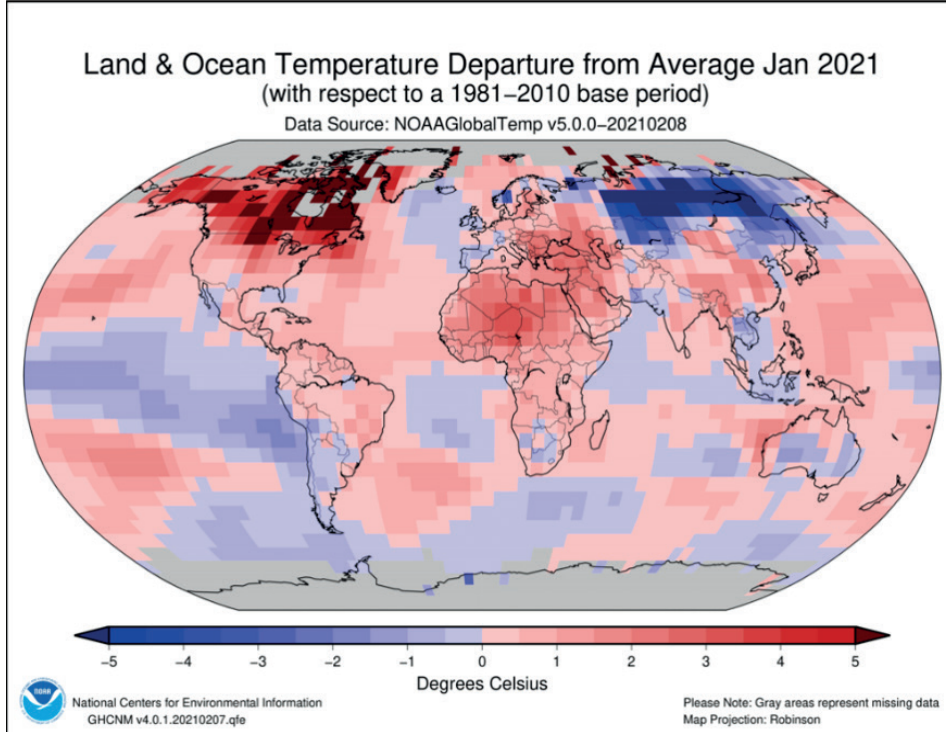 Land & Ocean Temperature Departure from Average Jan 2021
(with respect to a 1981–2010 base period)
Data Source: NOAAGlobalTemp v5.0.0–20210208
–5 –4 –3 –2 –1 0 1 2 3 4 5
Degrees Celsius
NOAA
National Centers for Environmental Information
GHCNM v4.0.1.20210207.qfe
Please Note: Gray areas represent missing data
Map Projection: Robinson